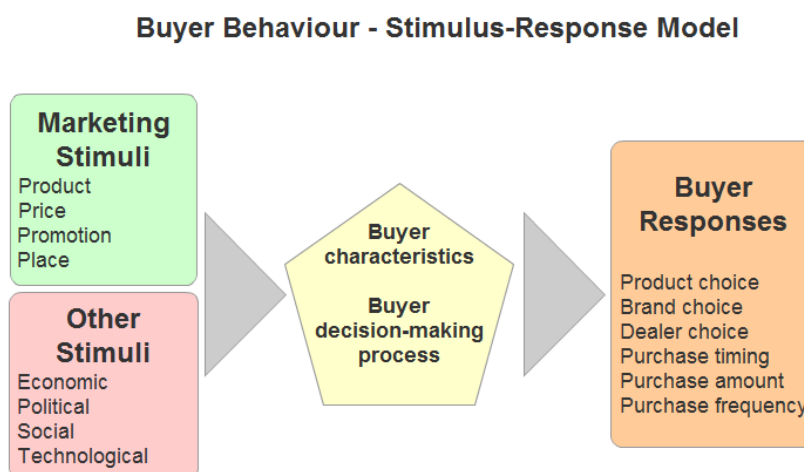 Buyer Behaviour - Stimulus-Response Model
Marketing
Stimuli
Product
Price
Promotion
Place
Other
Stimuli
Economic
Political
Social
Technological
Buyer
characteristics
Buyer
decision-making
process
Buyer
Responses
Product choice
Brand choice
Dealer choice
Purchase timing
Purchase amount
Purchase frequency